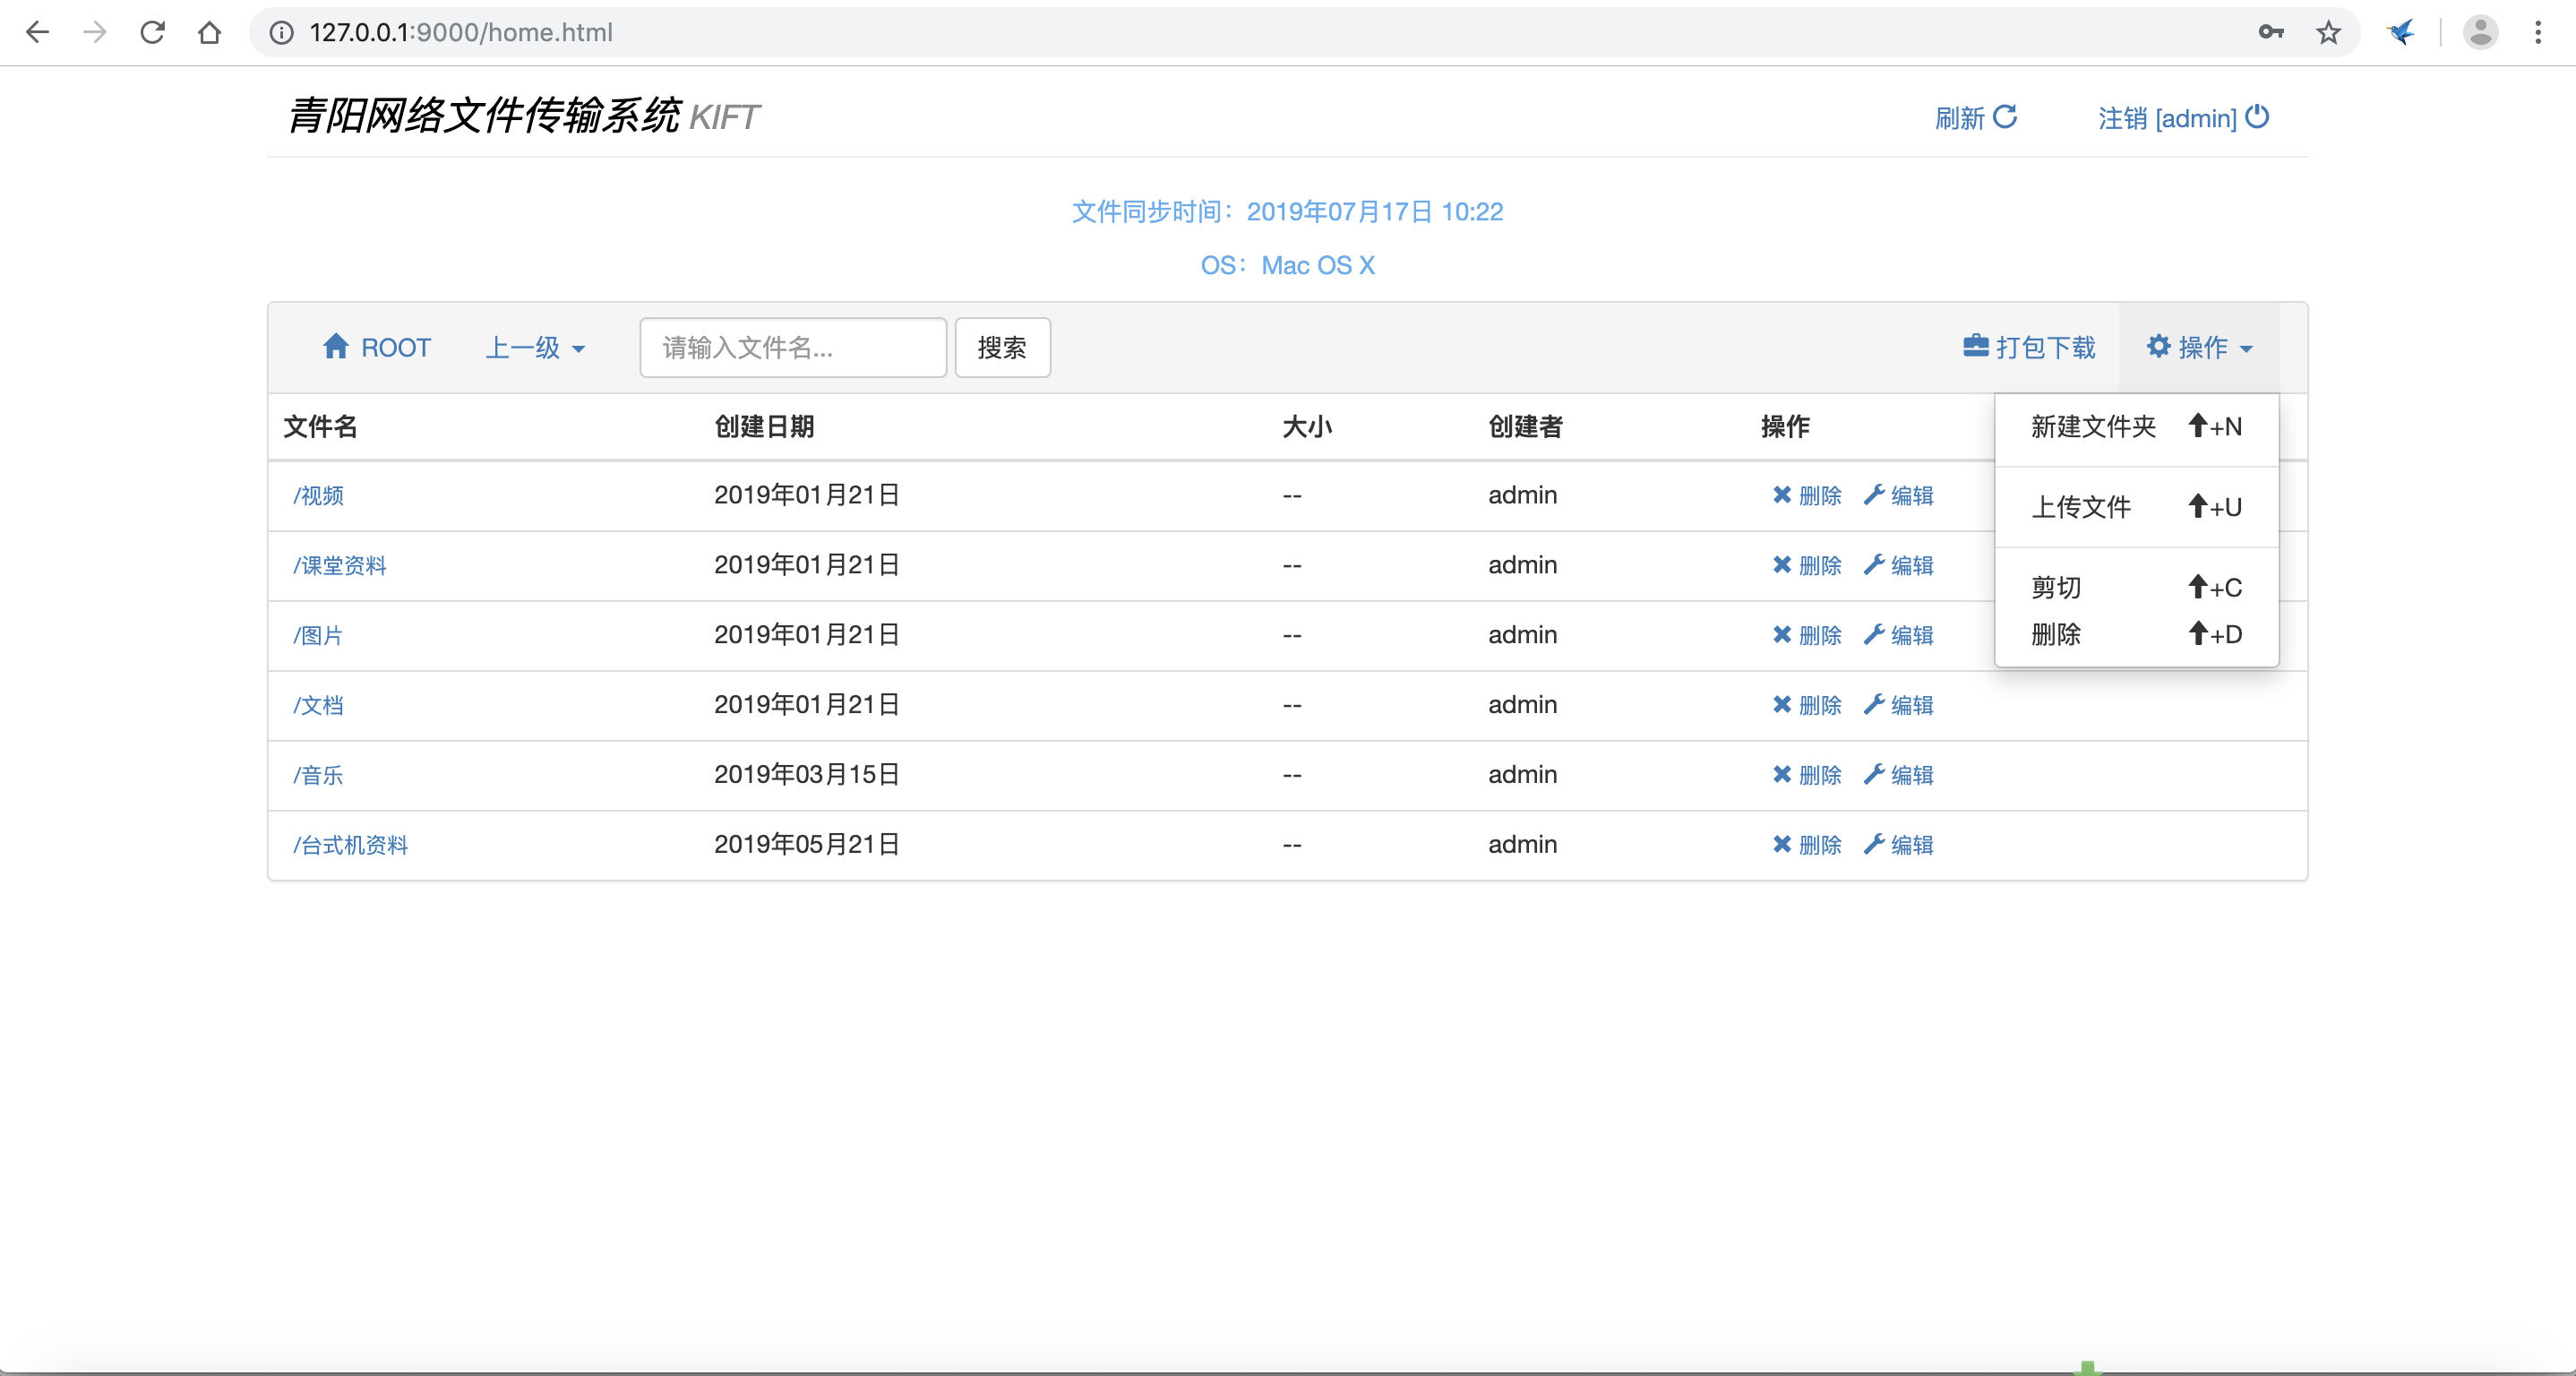 127.0.0.1:9000/home.html
青阳网络文件传输系统 KIFT
刷新
注销 [admin]
文件同步时间：2019年07月17日 10:22
OS：Mac OS X
ROOT 上一级 请输入文件名... 搜索 打包下载 操作
文件名 创建日期 大小 创建者 操作
/视频 2019年01月21日 -- admin 删除 编辑
/课堂资料 2019年01月21日 -- admin 删除 编辑
/图片 2019年01月21日 -- admin 删除 编辑
/文档 2019年01月21日 -- admin 删除 编辑
/音乐 2019年03月15日 -- admin 删除 编辑
/台式机资料 2019年05月21日 -- admin 删除 编辑
新建文件夹 +N
上传文件 +U
剪切 +C
删除 +D